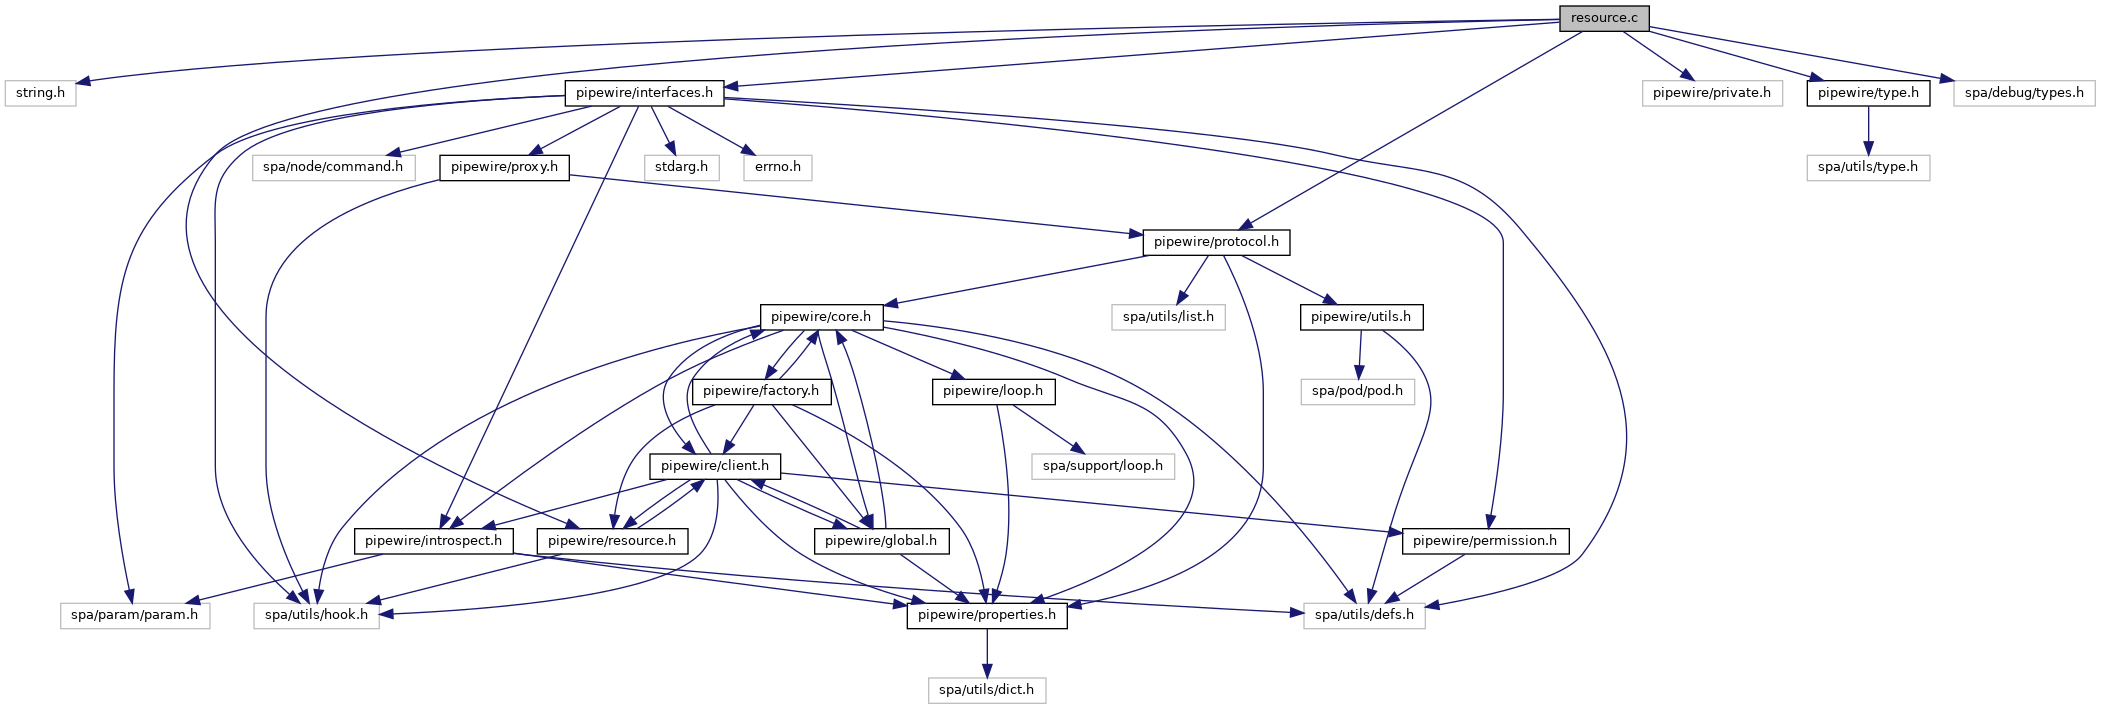 resource.c
string.h
pipewire/interfaces.h
pipewire/private.h
pipewire/type.h
spa/debug/types.h
spa/node/command.h
pipewire/proxy.h
stdarg.h
errno.h
spa/utils/type.h
pipewire/protocol.h
pipewire/core.h
spa/utils/list.h
pipewire/utils.h
pipewire/factory.h
pipewire/loop.h
spa/pod/pod.h
pipewire/client.h
spa/support/loop.h
pipewire/introspect.h
pipewire/resource.h
pipewire/global.h
pipewire/permission.h
spa/param/param.h
spa/utils/hook.h
pipewire/properties.h
spa/utils/defs.h
spa/utils/dict.h